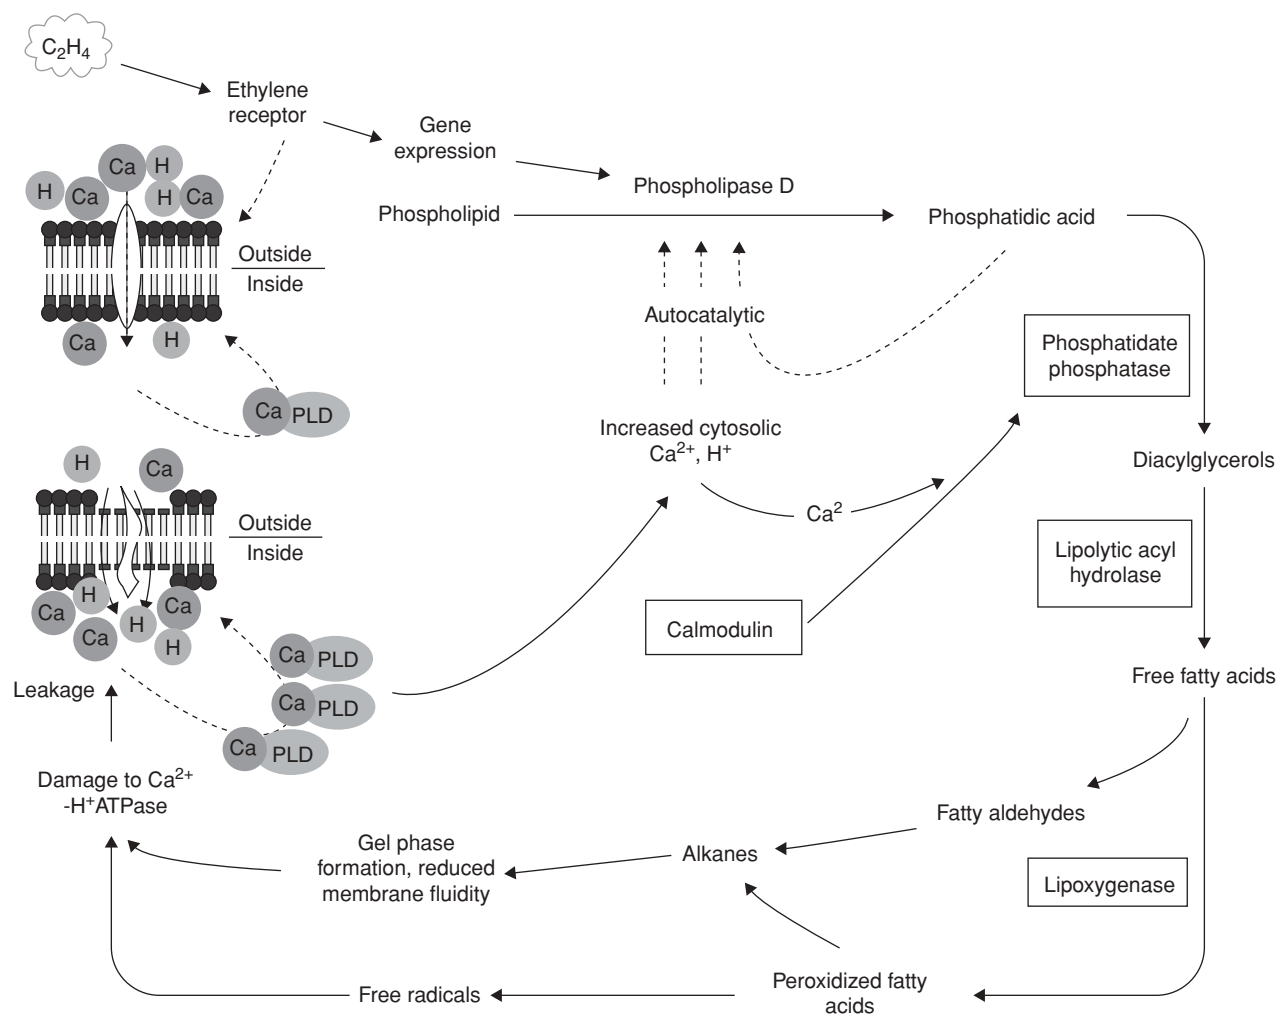 C₂H₄
Ethylene
receptor
Gene
expression
Phospholipase D
Phospholipid
Phosphatidic acid
Ca
H
H
Ca
H
Ca
Outside
Inside
Ca
H
Autocatalytic
Phosphatidate
phosphatase
Ca
PLD
Increased cytosolic
Ca²⁺, H⁺
Diacylglycerols
H
Ca
Ca²
Outside
Inside
Lipolytic acyl
hydrolase
H
Ca
Ca
H
Ca
H
Calmodulin
Ca
PLD
Ca
PLD
Ca
PLD
Leakage
Free fatty acids
Damage to Ca²⁺
-H⁺ATPase
Fatty aldehydes
Gel phase
formation, reduced
membrane fluidity
Alkanes
Lipoxygenase
Free radicals
Peroxidized fatty
acids